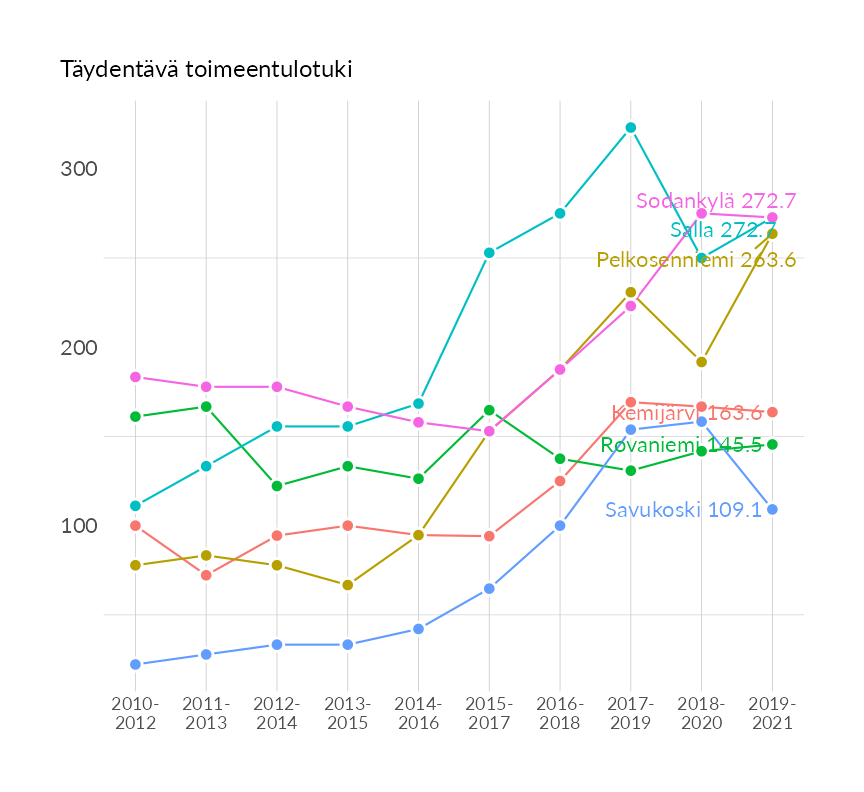 Täydentävä toimeentulotuki
300
200
100
Sodankylä 272.7
Salla 272.7
Pelkosenniemi 263.6
Kemijärvi 163.6
Rovaniemi 145.5
Savukoski 109.1
2010- 2011- 2012- 2013- 2014- 2015- 2016- 2017- 2018- 2019-
2012 2013 2014 2015 2016 2017 2018 2019 2020 2021